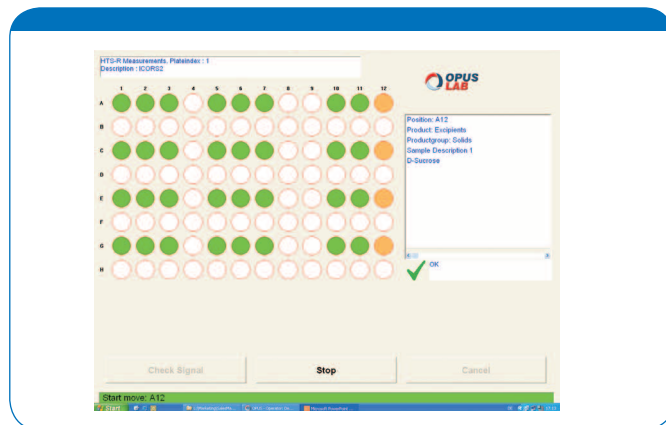 HTS-R Measurements. Plateindex : 1
Description : ICORS2
OPUS
LAB
1 2 3 4 5 6 7 8 9 10 11 12
A
B
C
D
E
F
G
H
Position: A12
Product: Excipients
Productgroup: Solids
Sample Description 1
D-Sucrose
OK
Check Signal Stop Cancel
Start move: A12
Start